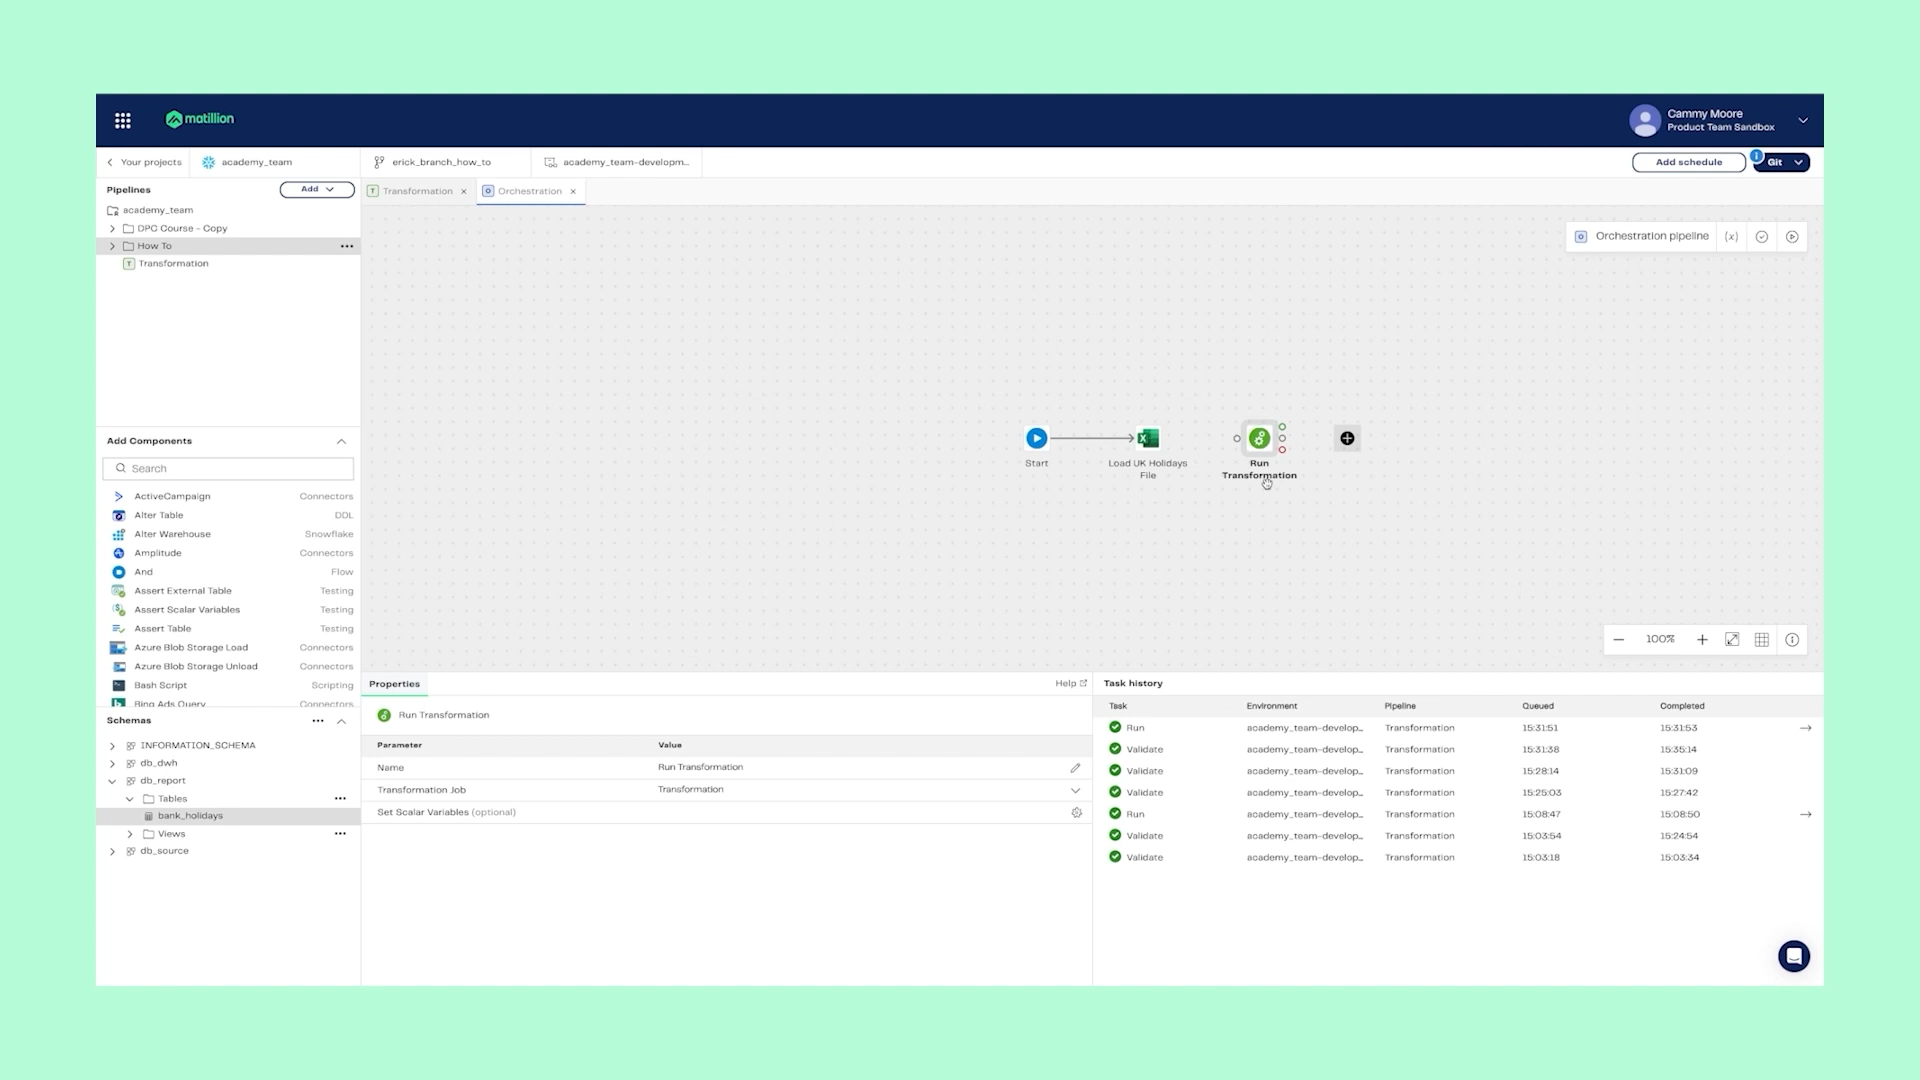 matillion
Cammy Moore
Product Team Sandbox
Your projects
academy_team
erick_branch_how_to
academy_team-developm...
Add schedule
i
Git
Pipelines
Add
T Transformation ×
Orchestration ×
academy_team
DPC Course - Copy
How To
T Transformation
Orchestration pipeline
(x)
Start
Load UK Holidays
File
Run
Transformation
Add Components
Search
ActiveCampaign Connectors
Alter Table DDL
Alter Warehouse Snowflake
Amplitude Connectors
And Flow
Assert External Table Testing
Assert Scalar Variables Testing
Assert Table Testing
Azure Blob Storage Load Connectors
Azure Blob Storage Unload Connectors
Bash Script Scripting
Bing Ads Query Connectors
100%
Schemas
INFORMATION_SCHEMA
db_dwh
db_report
Tables
bank_holidays
Views
db_source
Properties
Help
Run Transformation
Parameter Value
Name Run Transformation
Transformation Job Transformation
Set Scalar Variables (optional)
Task history
Task Environment Pipeline Queued Completed
Run academy_team-develop... Transformation 15:31:51 15:31:53
Validate academy_team-develop... Transformation 15:31:38 15:35:14
Validate academy_team-develop... Transformation 15:28:14 15:31:09
Validate academy_team-develop... Transformation 15:25:03 15:27:42
Run academy_team-develop... Transformation 15:08:47 15:08:50
Validate academy_team-develop... Transformation 15:03:54 15:24:54
Validate academy_team-develop... Transformation 15:03:18 15:03:34